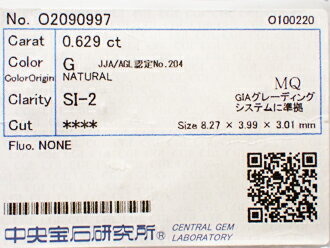 No. O2090997 O100220
Carat 0.629 ct
Color G JJA/AGL認定No.204
ColorOrigin NATURAL
MQ
Clarity SI-2 GIAグレーディング
システムに準拠
Cut ****
Size 8.27 × 3.99 × 3.01 mm
Fluo. NONE
中央宝石研究所® CENTRAL GEM
LABORATORY